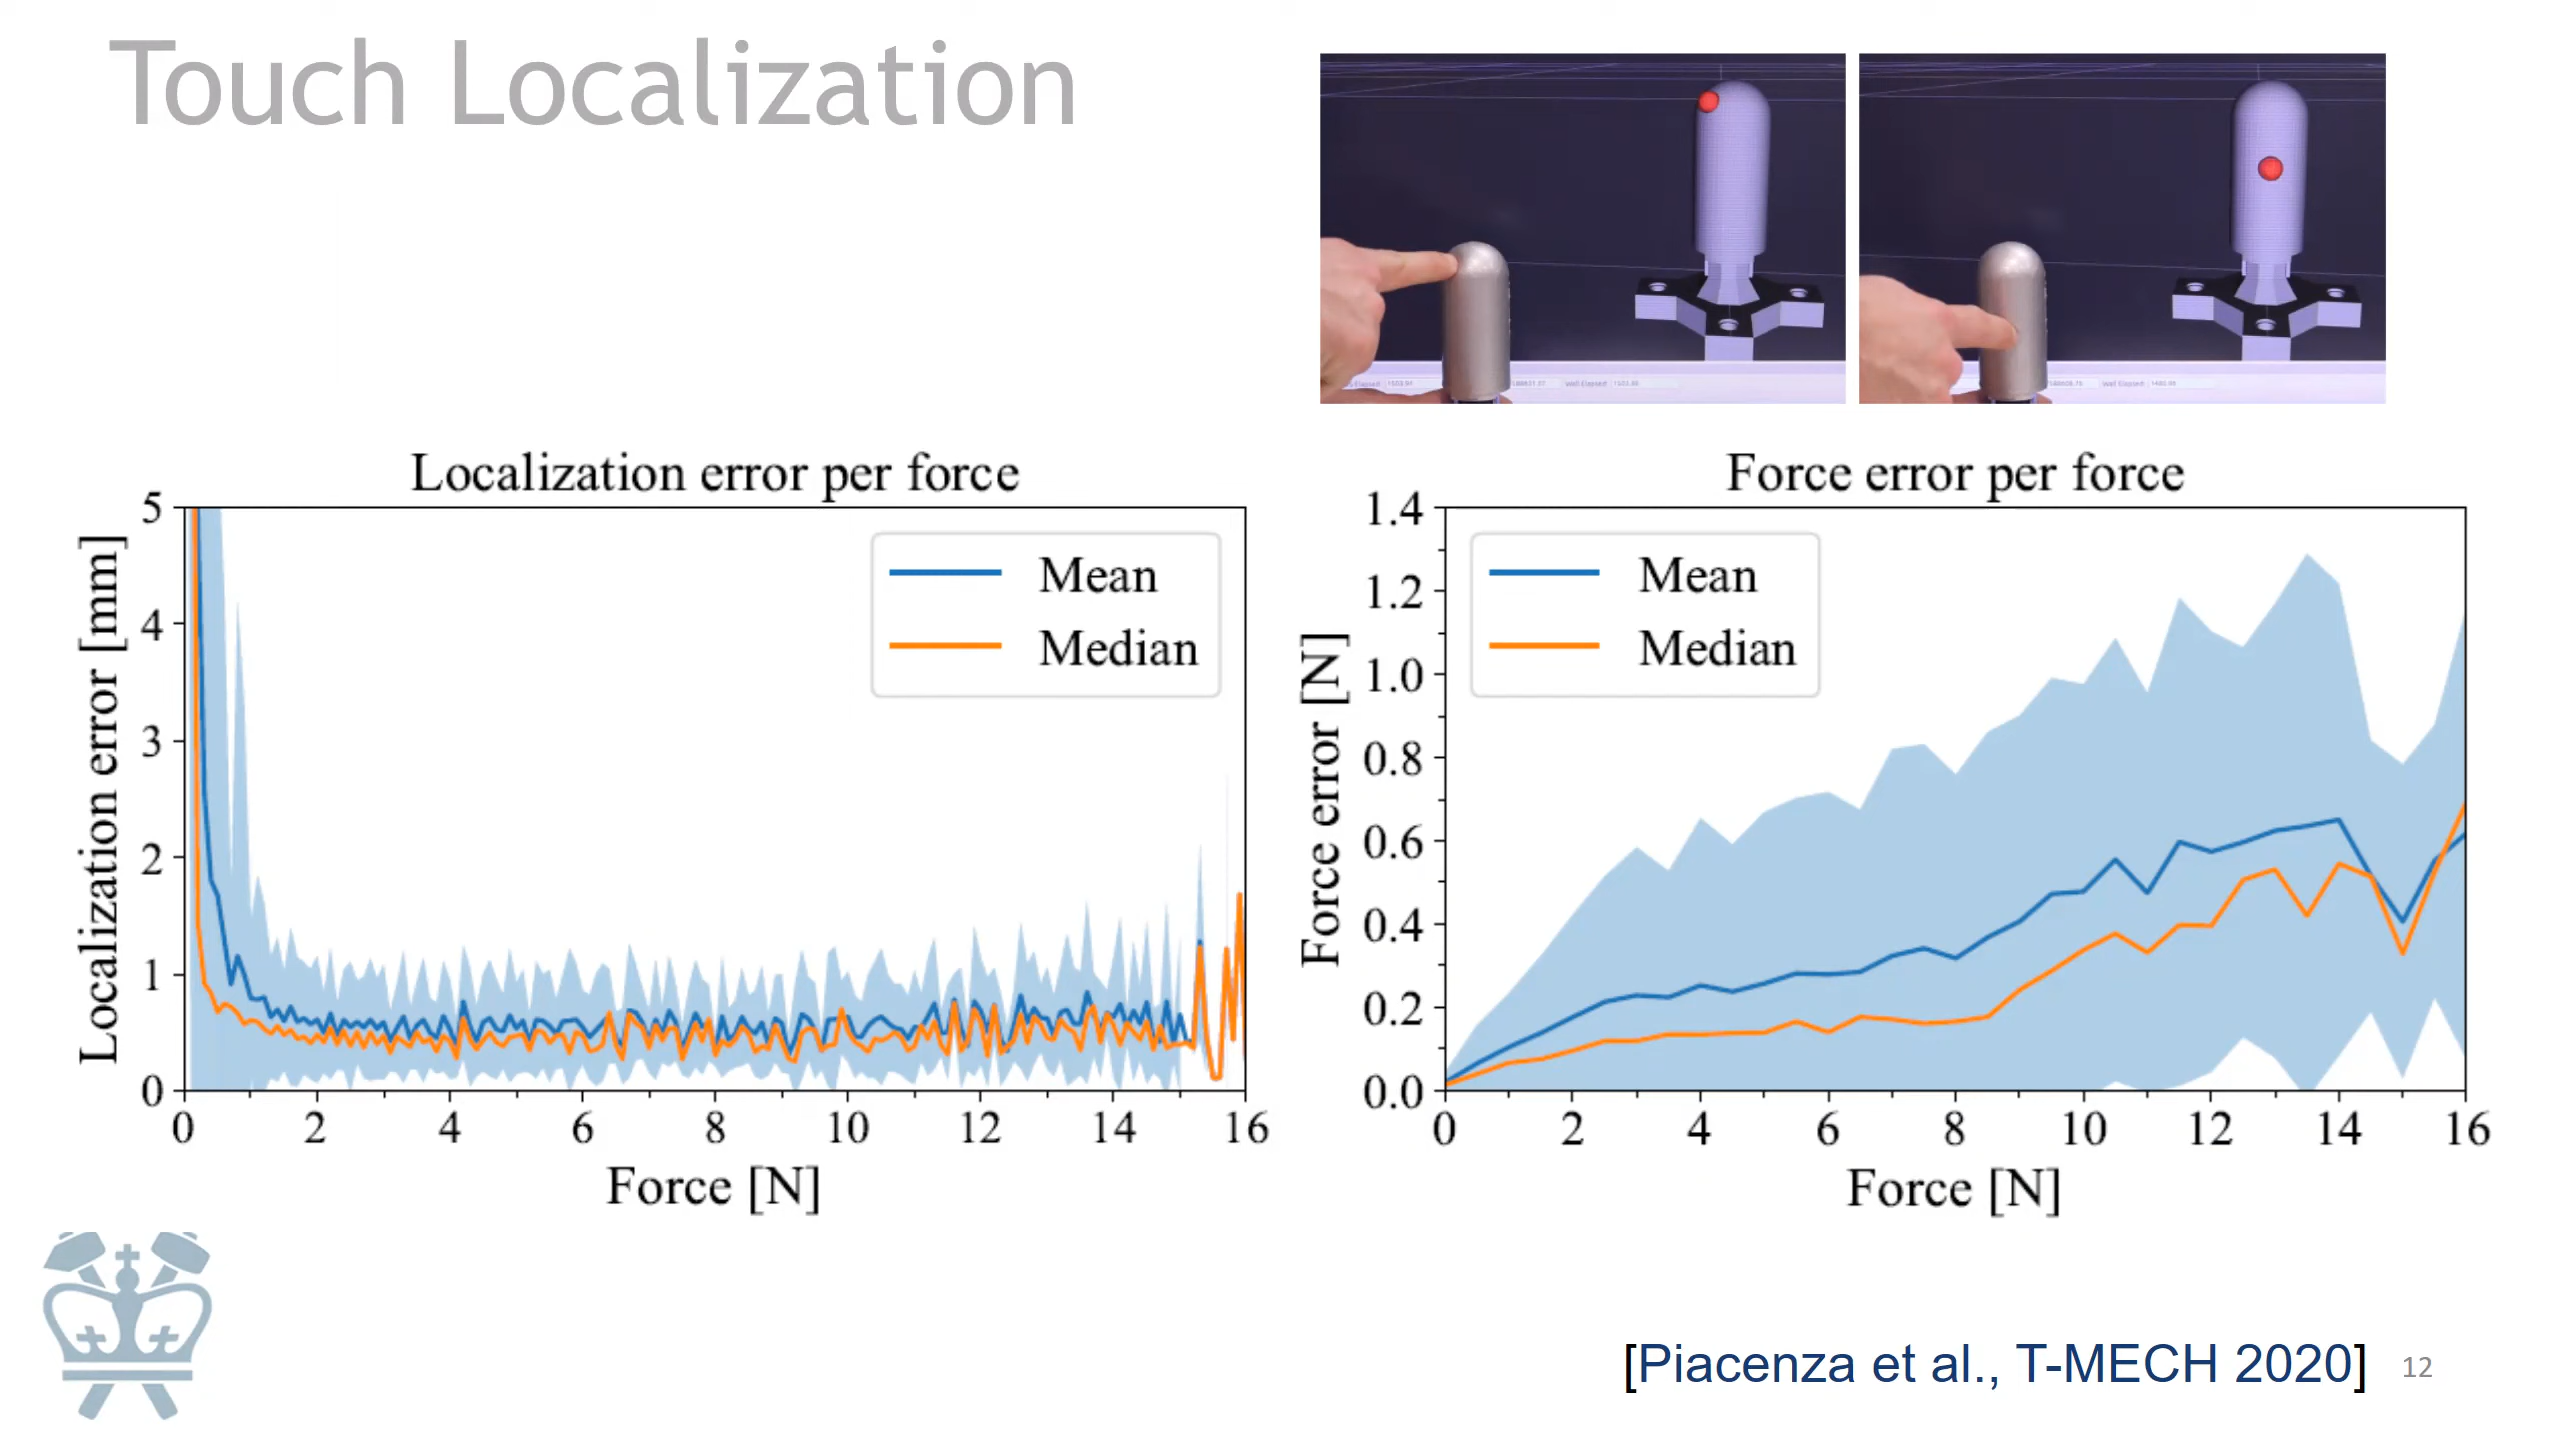 Touch Localization
Wall Elapsed:
Localization error per force
Localization error [mm]
5
4
3
2
1
0
Mean
Median
0 2 4 6 8 10 12 14 16
Force [N]
Force error per force
Force error [N]
1.4
1.2
1.0
0.8
0.6
0.4
0.2
0.0
Mean
Median
0 2 4 6 8 10 12 14 16
Force [N]
[Piacenza et al., T-MECH 2020]
12